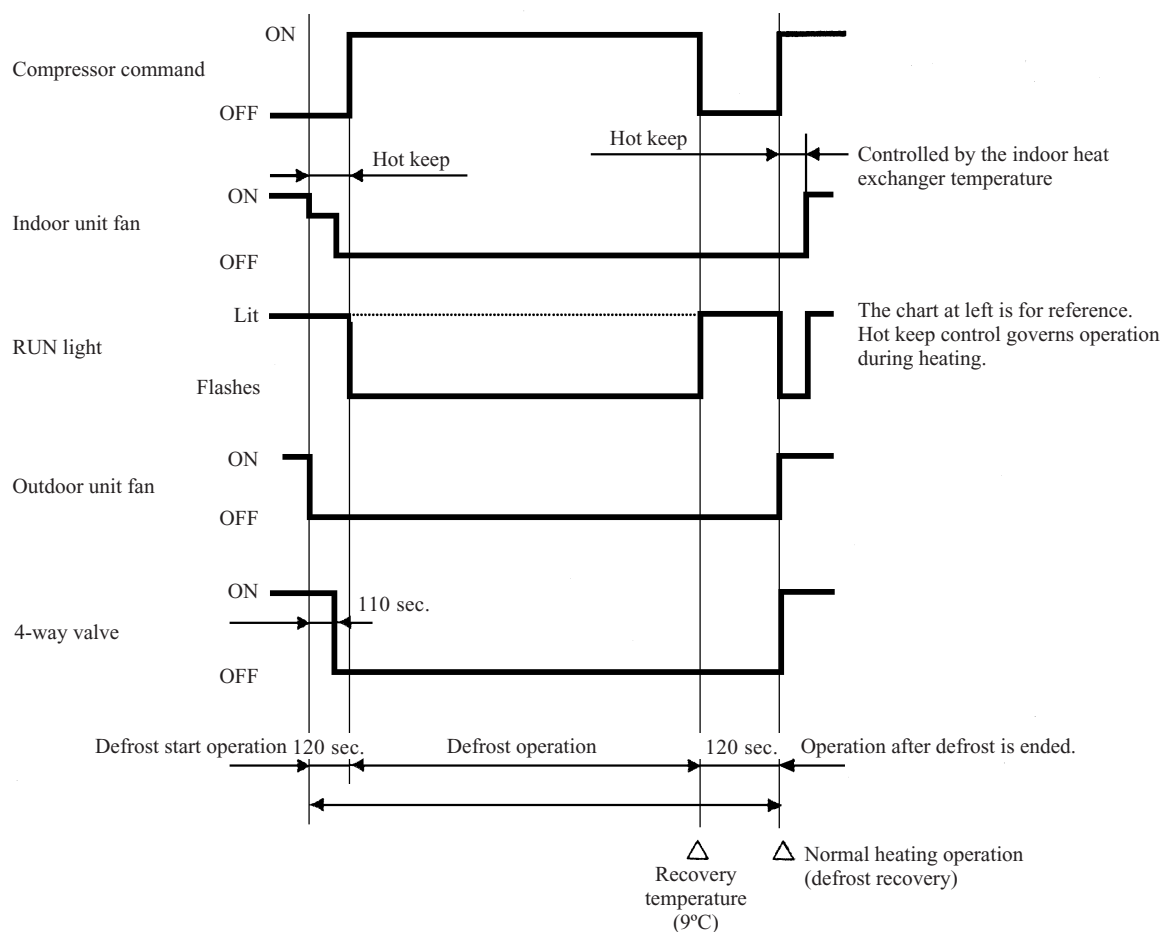 ON
Compressor command
OFF
Hot keep
Hot keep
Controlled by the indoor heat
exchanger temperature
ON
Indoor unit fan
OFF
Lit
RUN light
Flashes
The chart at left is for reference.
Hot keep control governs operation
during heating.
ON
Outdoor unit fan
OFF
ON
110 sec.
4-way valve
OFF
Defrost start operation 120 sec.
Defrost operation
120 sec.
Operation after defrost is ended.
Recovery
temperature
(9ºC)
Normal heating operation
(defrost recovery)